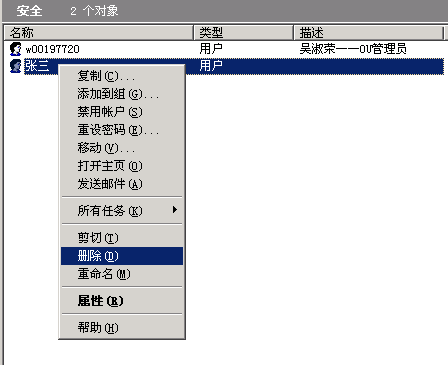 安全 2 个对象
名称 类型 描述
w00197720 用户 吴淑荣一一OU管理员
张三 用户
复制(C)...
添加到组(G)...
禁用帐户(S)
重设密码(E)...
移动(V)...
打开主页(O)
发送邮件(A)
所有任务(K)
剪切(T)
删除(D)
重命名(M)
属性(R)
帮助(H)